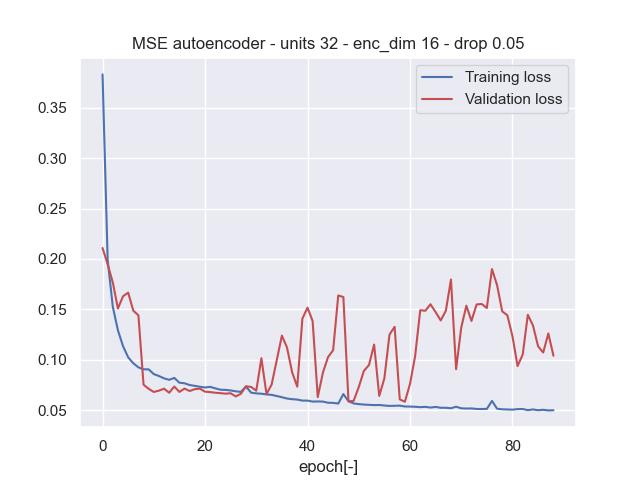 MSE autoencoder - units 32 - enc_dim 16 - drop 0.05
Training loss
Validation loss
0.35
0.30
0.25
0.20
0.15
0.10
0.05
0 20 40 60 80
epoch[-]